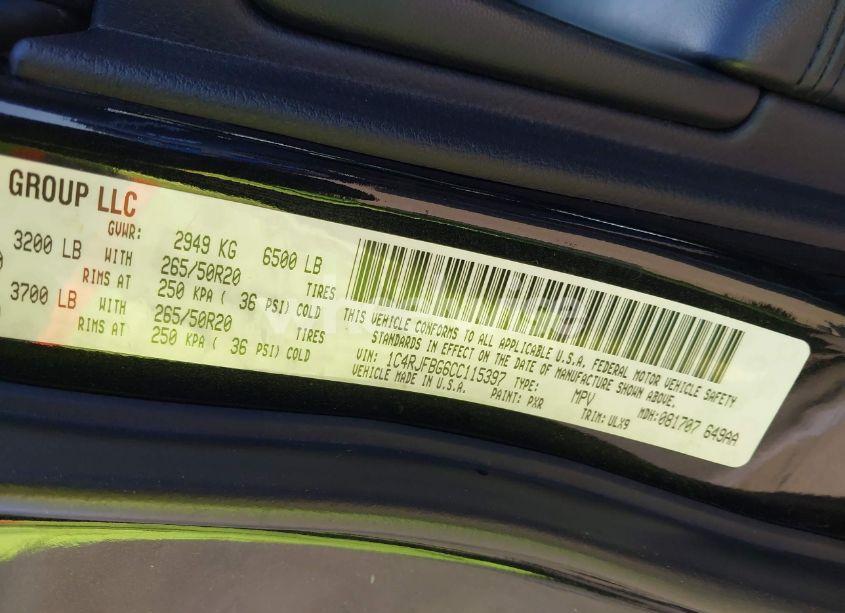 GROUP LLC
GVWR: 2949 KG 6500 LB
3200 LB WITH 265/50R20 TIRES
RIMS AT 250 KPA ( 36 PSI) COLD
3700 LB WITH 265/50R20 TIRES
RIMS AT 250 KPA ( 36 PSI) COLD
THIS VEHICLE CONFORMS TO ALL APPLICABLE U.S.A. FEDERAL MOTOR VEHICLE SAFETY
STANDARDS IN EFFECT ON THE DATE OF MANUFACTURE SHOWN ABOVE.
VIN: 1C4RJFBG6CC115397 TYPE: MPV MDH: 081707 649AA
VEHICLE MADE IN U.S.A. PAINT: PXR TRIM: ULX9